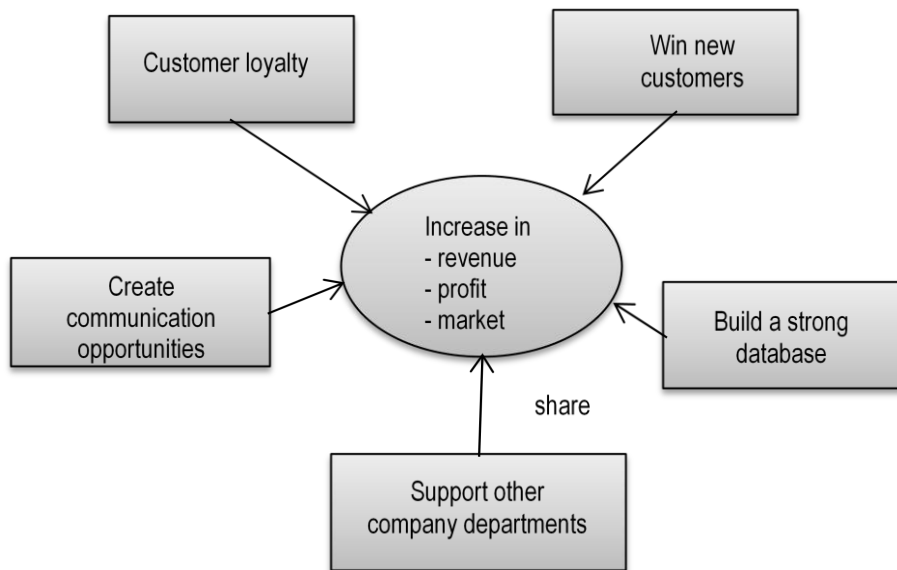 Customer loyalty
Win new
customers
Increase in
- revenue
- profit
- market
share
Create
communication
opportunities
Build a strong
database
Support other
company departments